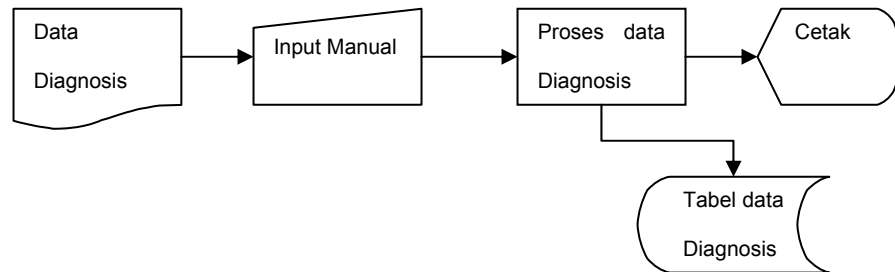 Data
Diagnosis
Input Manual
Proses data
Diagnosis
Cetak
Tabel data
Diagnosis